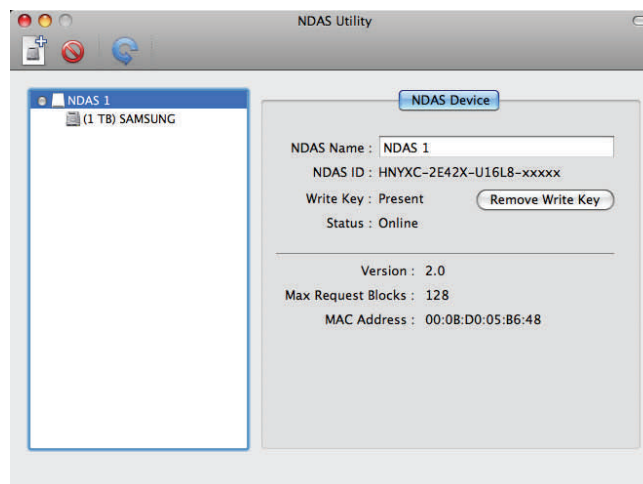 NDAS Utility
NDAS 1
(1 TB) SAMSUNG
NDAS Device
NDAS Name : NDAS 1
NDAS ID : HNYXC-2E42X-U16L8-xxxxx
Write Key : Present Remove Write Key
Status : Online
Version : 2.0
Max Request Blocks : 128
MAC Address : 00:0B:D0:05:B6:48